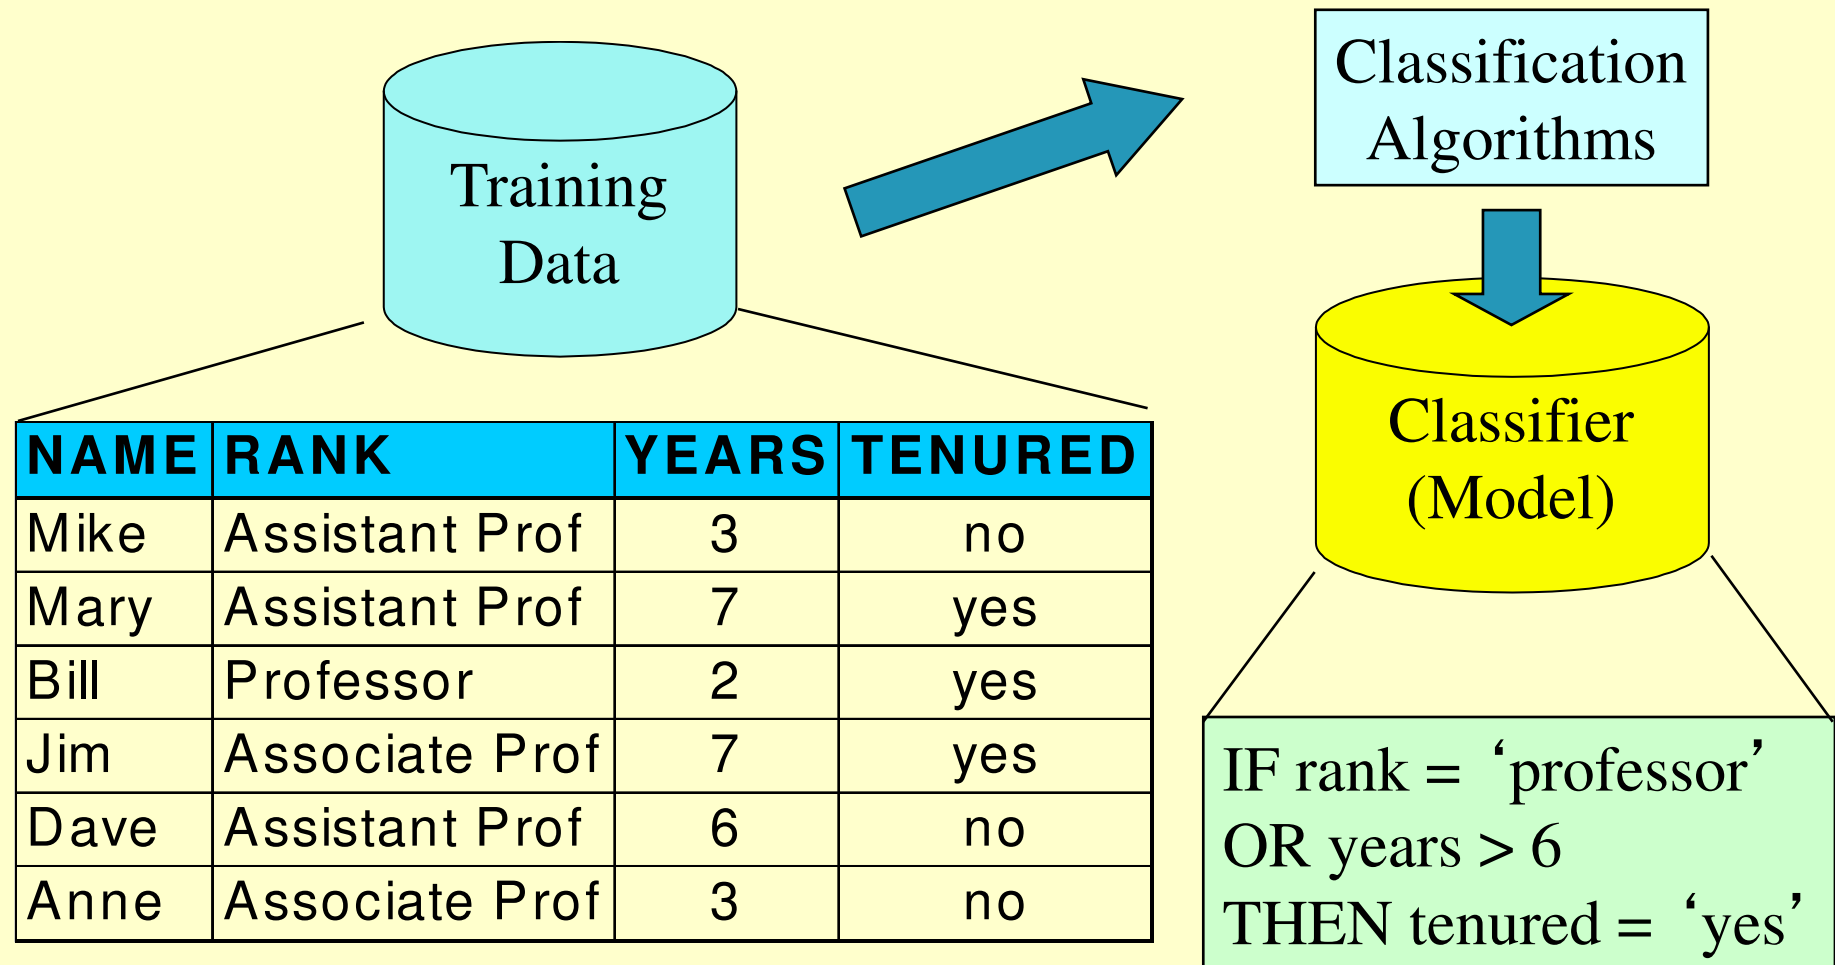 Training
Data
Classification
Algorithms
Classifier
(Model)
NAME RANK YEARS TENURED
Mike Assistant Prof 3 no
Mary Assistant Prof 7 yes
Bill Professor 2 yes
Jim Associate Prof 7 yes
Dave Assistant Prof 6 no
Anne Associate Prof 3 no
IF rank = ‘professor’
OR years > 6
THEN tenured = ‘yes’